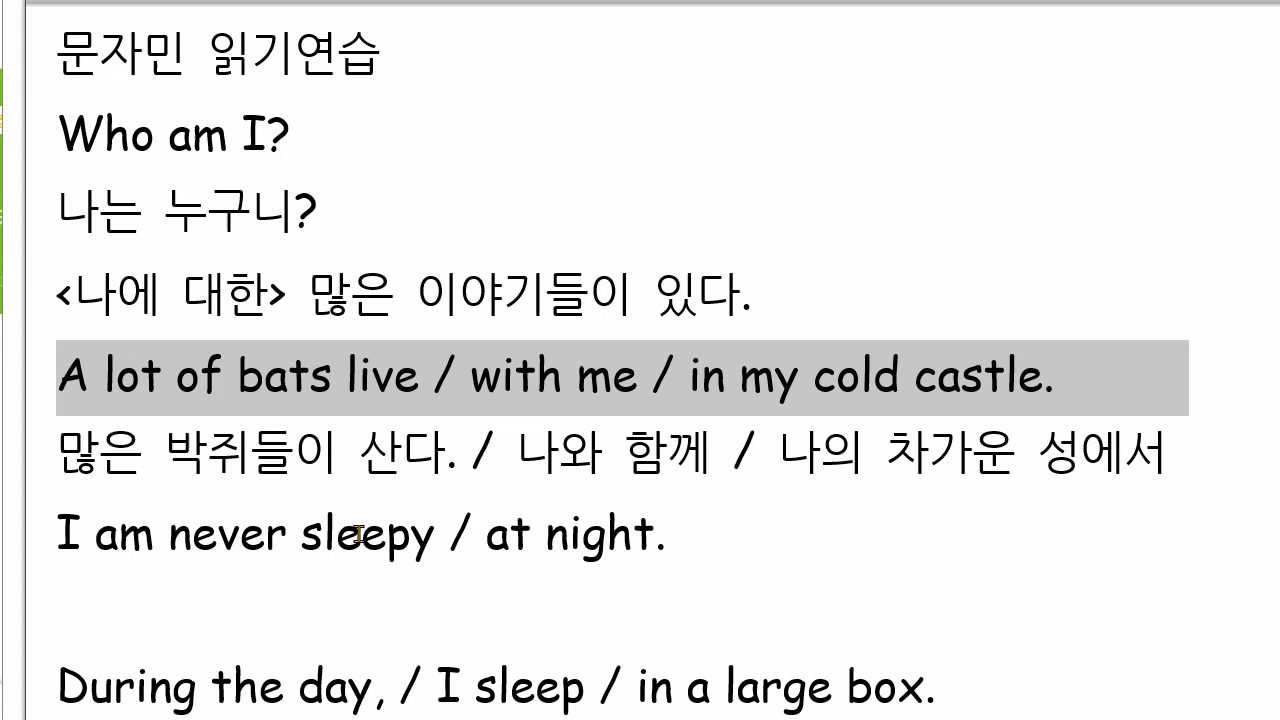 문자민 읽기연습
Who am I?
나는 누구니?
<나에 대한> 많은 이야기들이 있다.
A lot of bats live / with me / in my cold castle.
많은 박쥐들이 산다. / 나와 함께 / 나의 차가운 성에서
I am never sleepy / at night.
During the day, / I sleep / in a large box.